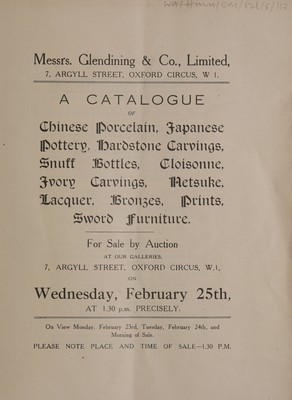 Messrs. Glendining & Co., Limited,
7, ARGYLL STREET, OXFORD CIRCUS, W 1,
A CATALOGUE
OF
Chinese Porcelain, Japanese
Pottery, Hardstone Carvings,
Snuff Bottles, Cloisonne,
Ivory Carvings, Netsuke,
Lacquer, Bronzes, Prints,
Sword Furniture.
For Sale by Auction
AT OUR GALLERIES,
7, ARGYLL STREET, OXFORD CIRCUS, W.1,
ON
Wednesday, February 25th,
AT 1.30 p.m. PRECISELY.
On View Monday, February 23rd, Tuesday, February 24th, and
Morning of Sale.
PLEASE NOTE PLACE AND TIME OF SALE—1.30 P.M.